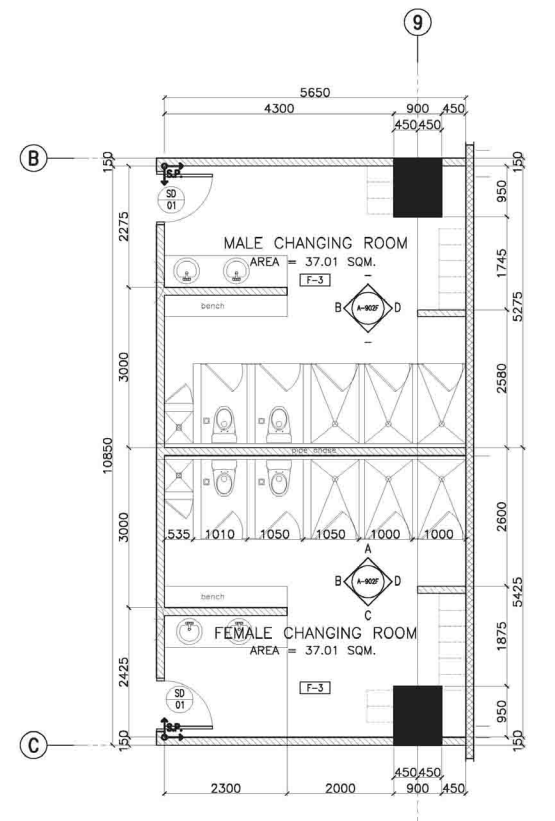 9
5650
4300 900 450
450 450
B
150
150
S.P.
SD
01
950
2275
MALE CHANGING ROOM
AREA = 37.01 SQM.
F-3
1745
5275
bench
B A-902F D
3000
2580
10850
pipe chase
3000
2600
535 1010 1050 1050 1000 1000
A
B A-902F D
C
5425
bench
FEMALE CHANGING ROOM
AREA = 37.01 SQM.
1875
2425
F-3
SD
01
950
S.P.
C
150
150
450 450
2300 2000 900 450